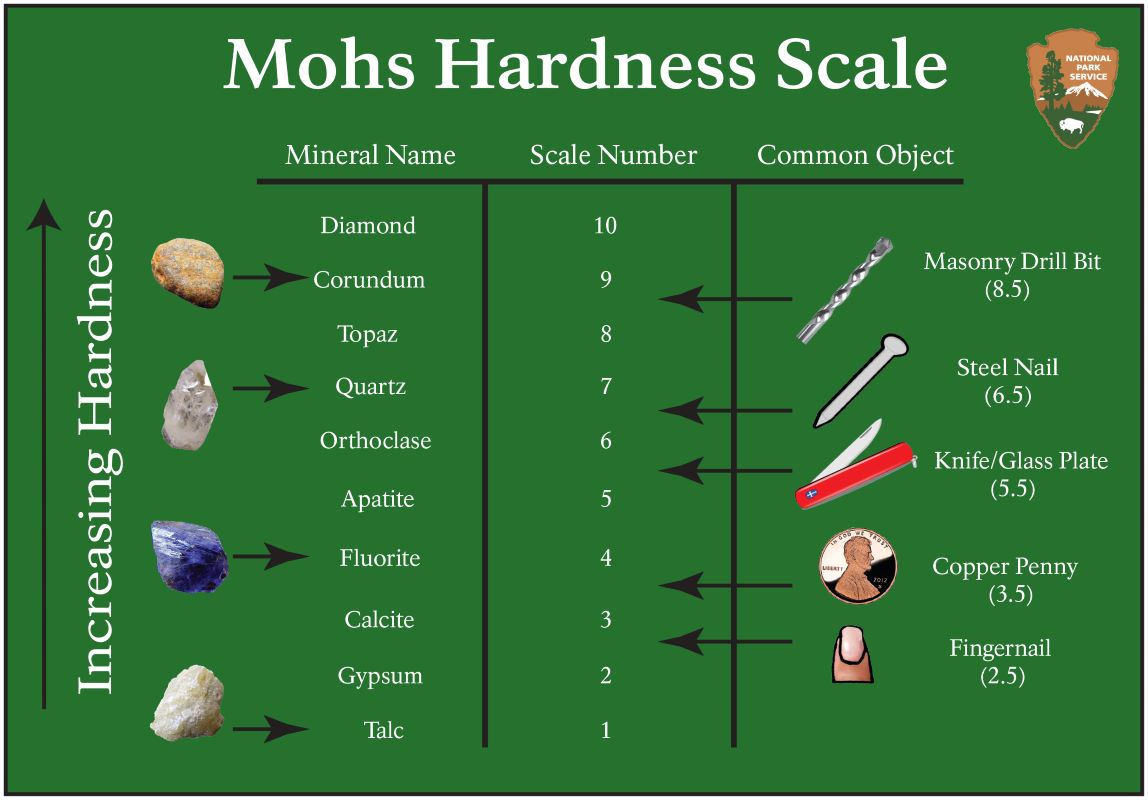 Mohs Hardness Scale
NATIONAL
PARK
SERVICE
Mineral Name Scale Number Common Object
Increasing Hardness
Diamond 10
Corundum 9
Topaz 8
Quartz 7
Orthoclase 6
Apatite 5
Fluorite 4
Calcite 3
Gypsum 2
Talc 1
Masonry Drill Bit
(8.5)
Steel Nail
(6.5)
Knife/Glass Plate
(5.5)
IN GOD WE TRUST
LIBERTY
2012
S
Copper Penny
(3.5)
Fingernail
(2.5)